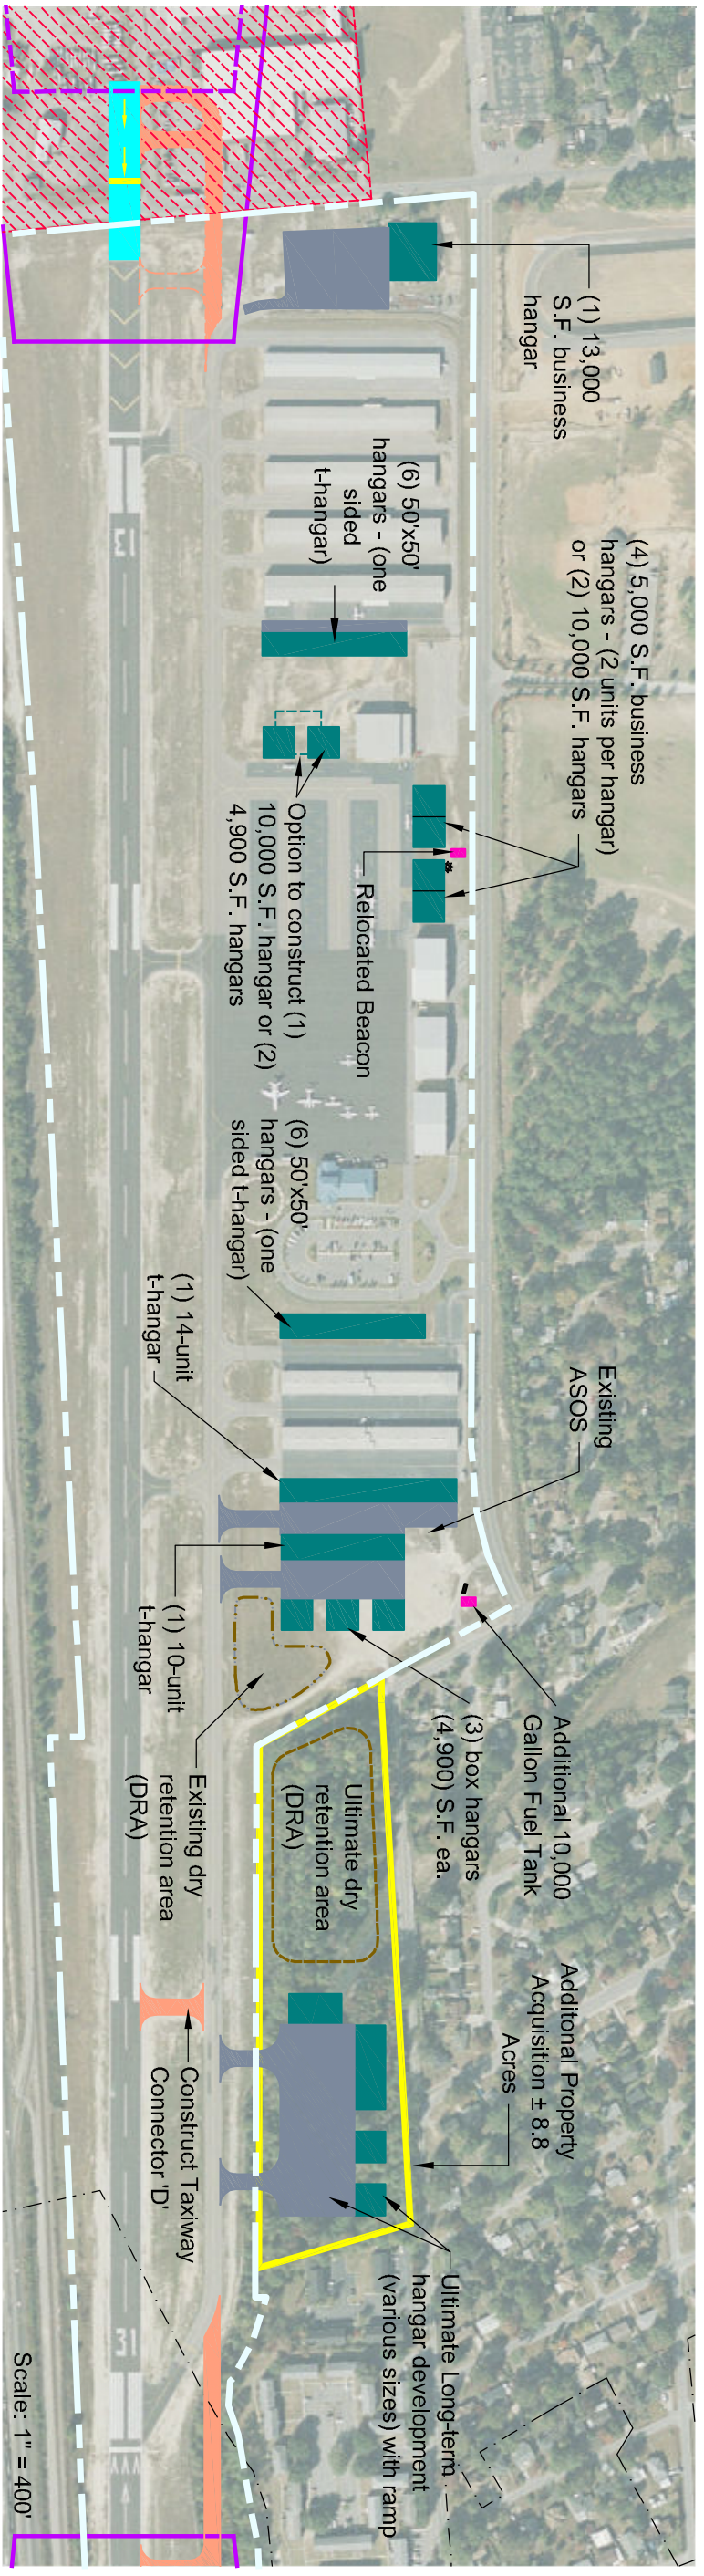 (1) 13,000
S.F. business
hangar
(6) 50'x50'
hangars - (one
sided
t-hangar)
(4) 5,000 S.F. business
hangars - (2 units per hangar)
or (2) 10,000 S.F. hangars
Option to construct (1)
10,000 S.F. hangar or (2)
4,900 S.F. hangars
Relocated Beacon
(6) 50'x50'
hangars - (one
sided t-hangar)
(1) 14-unit
t-hangar
Existing
ASOS
(1) 10-unit
t-hangar
Additional 10,000
Gallon Fuel Tank
(3) box hangars
(4,900) S.F. ea.
Existing dry
retention area
(DRA)
Ultimate dry
retention area
(DRA)
Additonal Property
Acquisition ± 8.8
Acres
Construct Taxiway
Connector 'D'
Ultimate Long-term
hangar development
(various sizes) with ramp
Scale: 1" = 400'